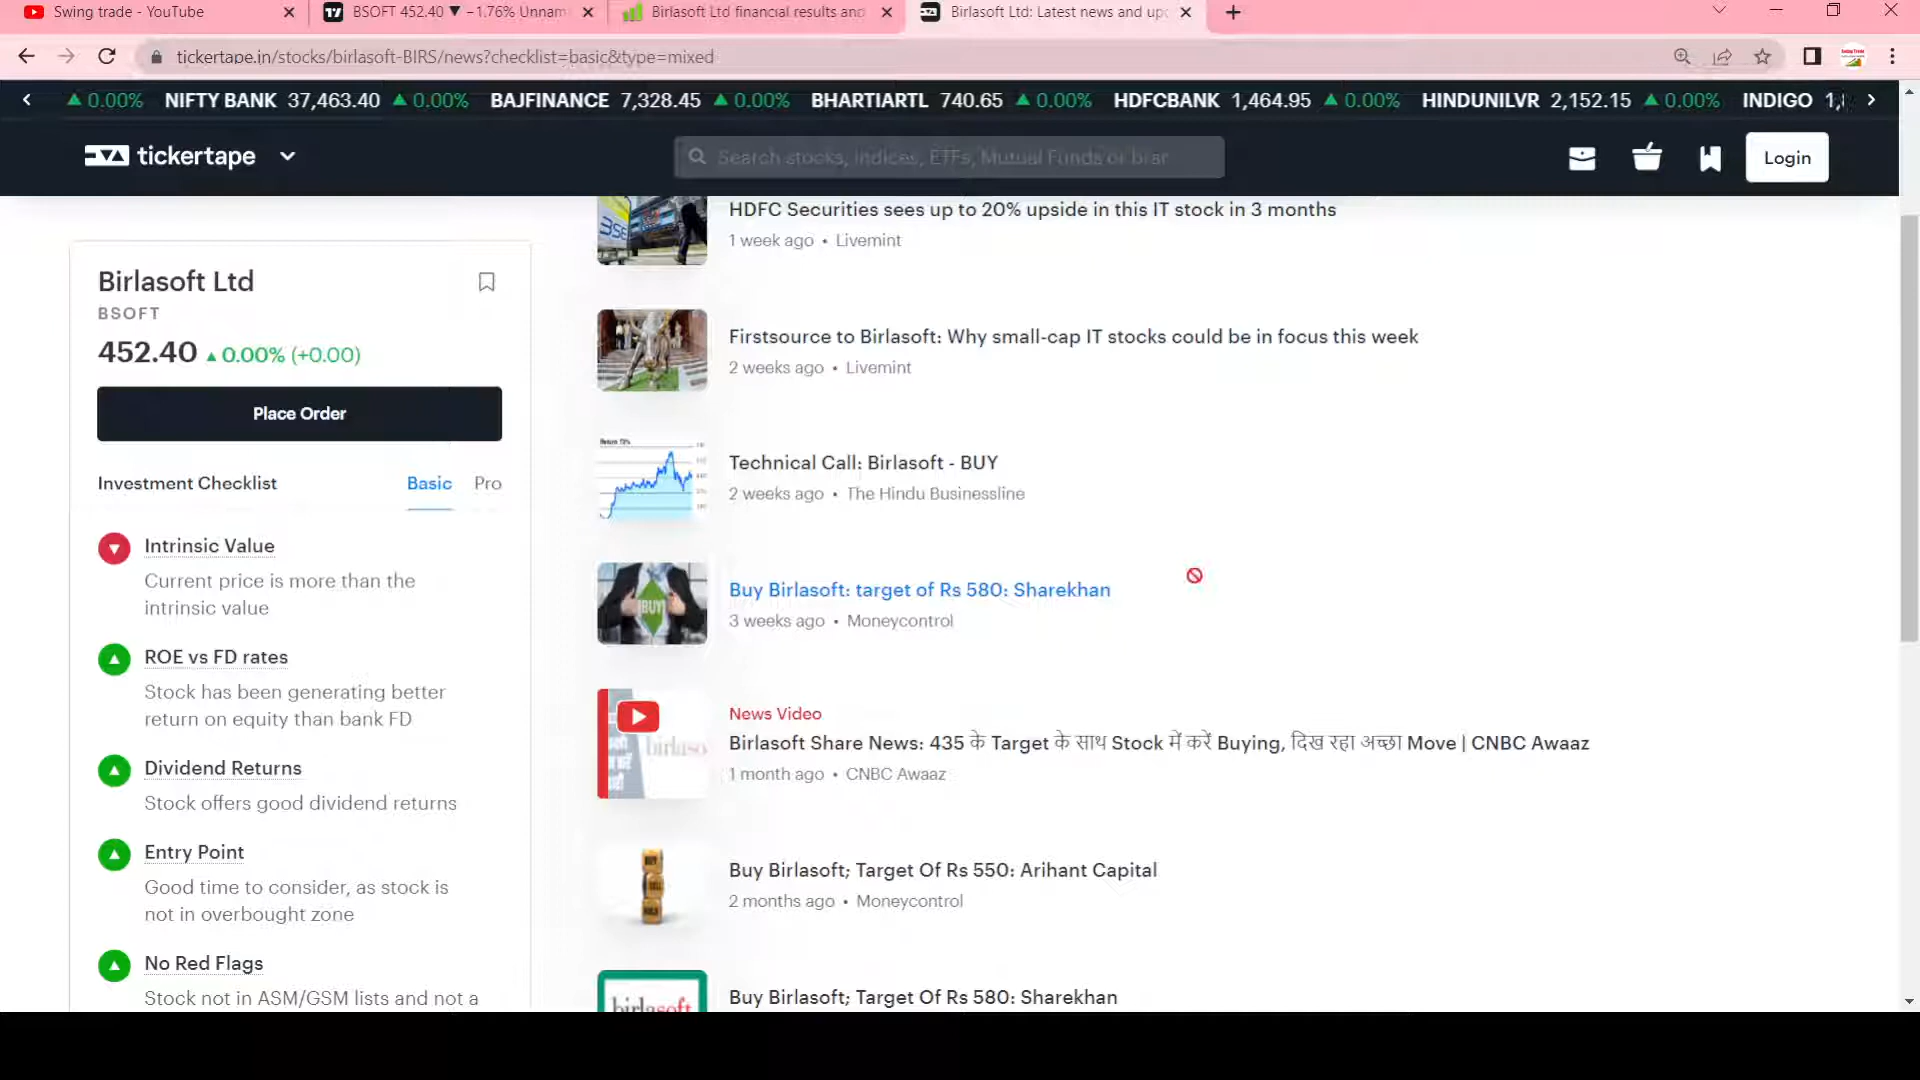 Swing trade - YouTube
BSOFT 452.40 ▼ −1.76% Unnam
Birlasoft Ltd financial results and
Birlasoft Ltd: Latest news and upd
tickertape.in/stocks/birlasoft-BIRS/news?checklist=basic&type=mixed
▲ 0.00% NIFTY BANK 37,463.40 ▲ 0.00% BAJFINANCE 7,328.45 ▲ 0.00% BHARTIARTL 740.65 ▲ 0.00% HDFCBANK 1,464.95 ▲ 0.00% HINDUNILVR 2,152.15 ▲ 0.00% INDIGO
tickertape
Search stocks, indices, ETFs, Mutual Funds or brar
Login
Birlasoft Ltd
BSOFT
452.40 ▲ 0.00% (+0.00)
Place Order
Investment Checklist Basic Pro
Intrinsic Value
Current price is more than the
intrinsic value
ROE vs FD rates
Stock has been generating better
return on equity than bank FD
Dividend Returns
Stock offers good dividend returns
Entry Point
Good time to consider, as stock is
not in overbought zone
No Red Flags
Stock not in ASM/GSM lists and not a
HDFC Securities sees up to 20% upside in this IT stock in 3 months
1 week ago • Livemint
Firstsource to Birlasoft: Why small-cap IT stocks could be in focus this week
2 weeks ago • Livemint
Technical Call: Birlasoft - BUY
2 weeks ago • The Hindu Businessline
BUY
Buy Birlasoft: target of Rs 580: Sharekhan
3 weeks ago • Moneycontrol
News Video
Birlasoft Share News: 435 के Target के साथ Stock में करें Buying, दिख रहा अच्छा Move | CNBC Awaaz
1 month ago • CNBC Awaaz
Buy Birlasoft; Target Of Rs 550: Arihant Capital
2 months ago • Moneycontrol
birlasoft
Buy Birlasoft; Target Of Rs 580: Sharekhan